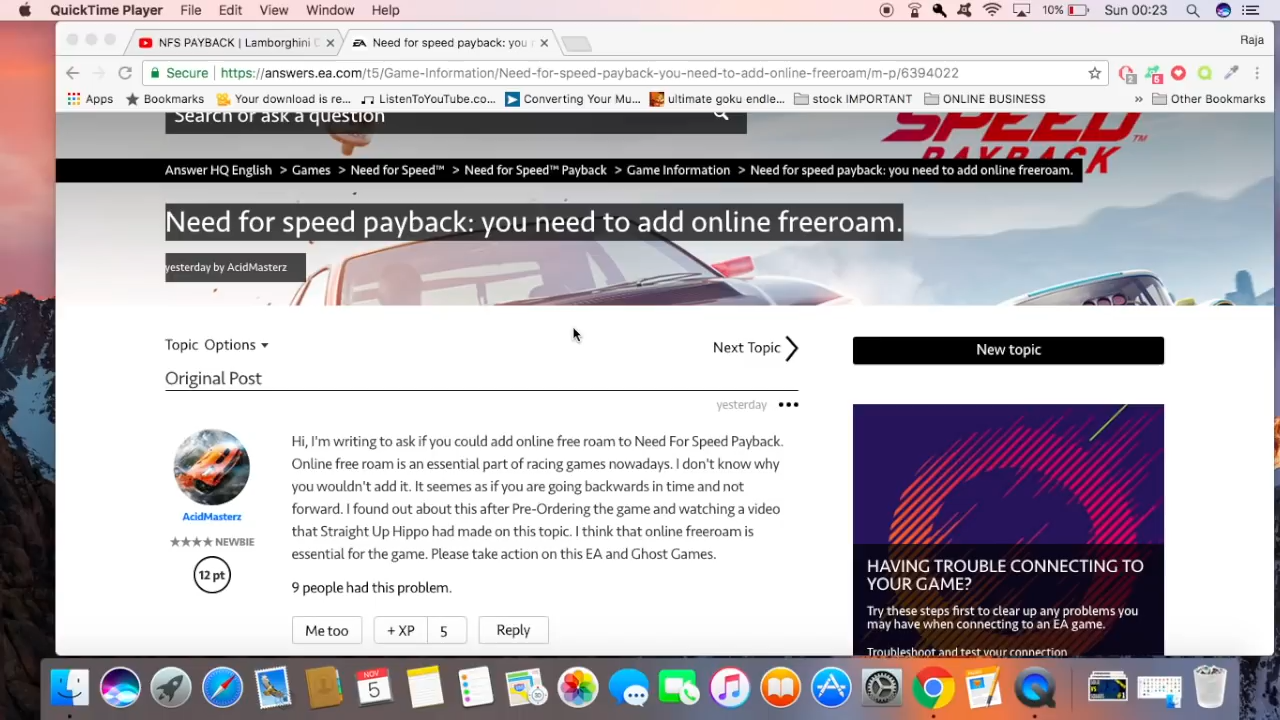 QuickTime Player File Edit View Window Help 10% Sun 00:23
NFS PAYBACK | Lamborghini
Need for speed payback: you
Raja
Secure https://answers.ea.com/t5/Game-Information/Need-for-speed-payback-you-need-to-add-online-freeroam/m-p/6394022
Apps Bookmarks Your download is re... ListenToYouTube.co... Converting Your Mu... ultimate goku endle... stock IMPORTANT ONLINE BUSINESS » Other Bookmarks
Search or ask a question
SPEED
PAYBACK™
Answer HQ English > Games > Need for Speed™ > Need for Speed™ Payback > Game Information > Need for speed payback: you need to add online freeroam.
Need for speed payback: you need to add online freeroam.
yesterday by AcidMasterz
Topic Options
Next Topic
New topic
Original Post
yesterday
Hi, I'm writing to ask if you could add online free roam to Need For Speed Payback.
Online free roam is an essential part of racing games nowadays. I don't know why
you wouldn't add it. It seemes as if you are going backwards in time and not
forward. I found out about this after Pre-Ordering the game and watching a video
that Straight Up Hippo had made on this topic. I think that online freeroam is
essential for the game. Please take action on this EA and Ghost Games.
AcidMasterz
★★★★ NEWBIE
12 pt
9 people had this problem.
Me too + XP 5 Reply
HAVING TROUBLE CONNECTING TO
YOUR GAME?
Try these steps first to clear up any problems you
may have when connecting to an EA game.
Troubleshoot and test your connection
NOV
5